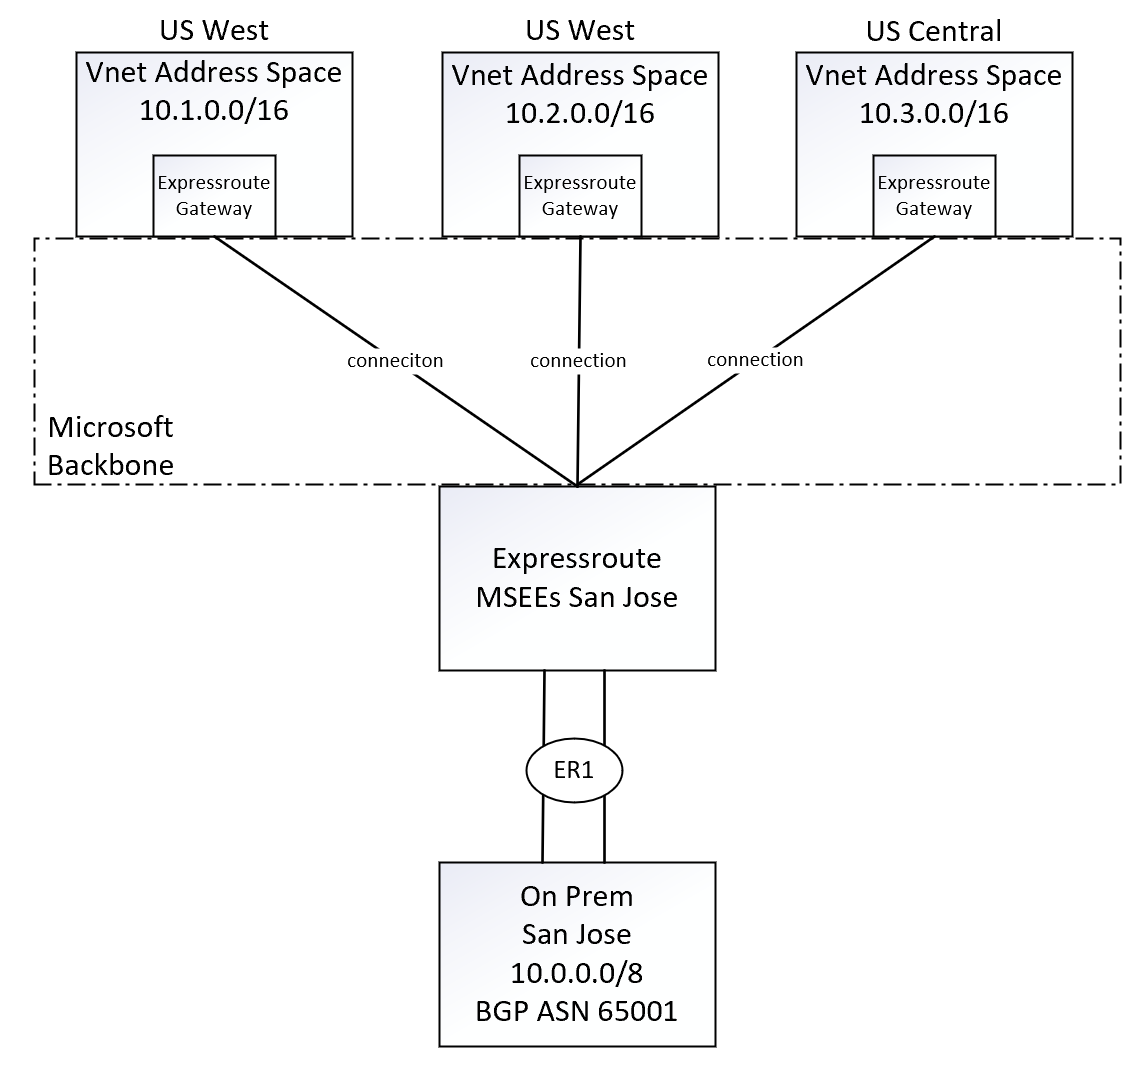 US West
Vnet Address Space
10.1.0.0/16
Expressroute
Gateway
US West
Vnet Address Space
10.2.0.0/16
Expressroute
Gateway
US Central
Vnet Address Space
10.3.0.0/16
Expressroute
Gateway
conneciton
connection
connection
Microsoft
Backbone
Expressroute
MSEEs San Jose
ER1
On Prem
San Jose
10.0.0.0/8
BGP ASN 65001